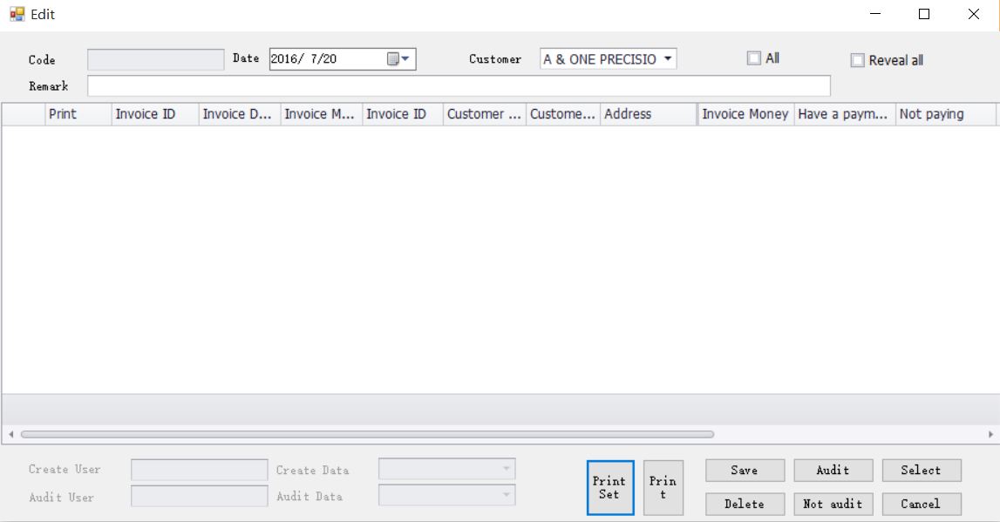 Edit
Code
Date 2016/ 7/20
Customer A & ONE PRECISIO
All
Reveal all
Remark
Print Invoice ID Invoice D... Invoice M... Invoice ID Customer ... Custome... Address Invoice Money Have a paym... Not paying
Create User
Create Data
Audit User
Audit Data
Print
Set
Prin
t
Save
Audit
Select
Delete
Not audit
Cancel